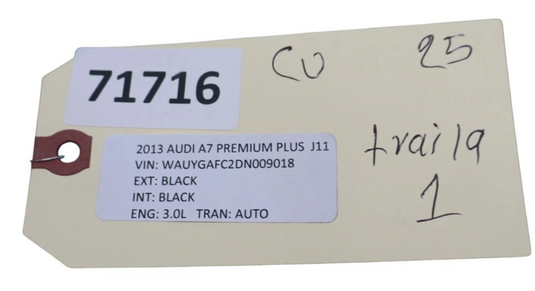 71716
CU
25
2013 AUDI A7 PREMIUM PLUS J11
VIN: WAUYGAFC2DN009018
EXT: BLACK
INT: BLACK
ENG: 3.0L TRAN: AUTO
traila
1